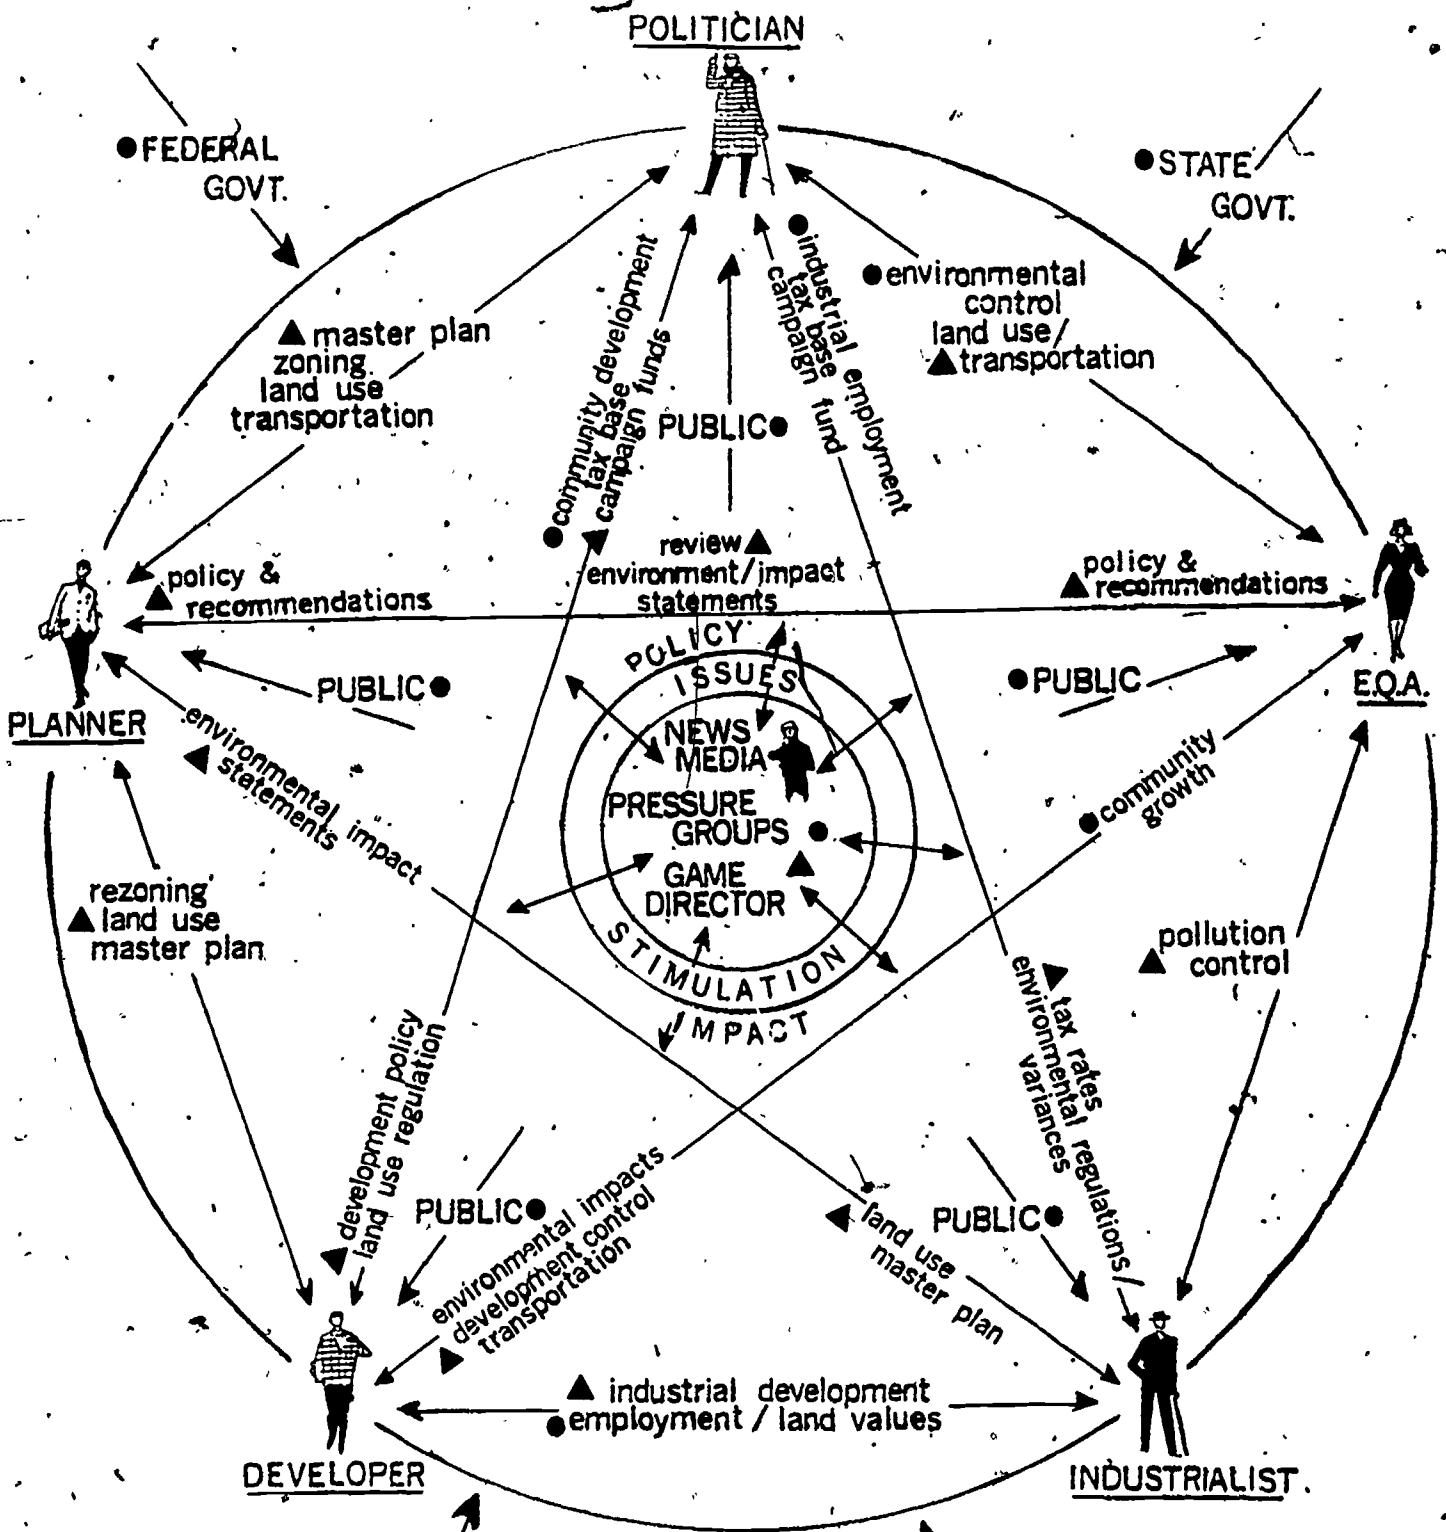 POLITICIAN
FEDERAL
GOVT.
STATE
GOVT.
master plan
zoning
land use
transportation
community development
tax base
campaign funds
PUBLIC
industrial employment
tax base
campaign fund
environmental
control
land use/
transportation
review
environment/impact
statements
policy &
recommendations
policy &
recommendations
PUBLIC
PUBLIC
PLANNER
E.Q.A.
POLICY
ISSUES
NEWS
MEDIA
PRESSURE
GROUPS
GAME
DIRECTOR
STIMULATION
IMPACT
environmental impact
statements
community
growth
rezoning
land use
master plan
pollution
control
development policy
land use regulation
tax rates
environmental regulations/
variances
PUBLIC
environmental impacts
development control
transportation
land use
master plan
PUBLIC
industrial development
employment / land values
DEVELOPER
INDUSTRIALIST.